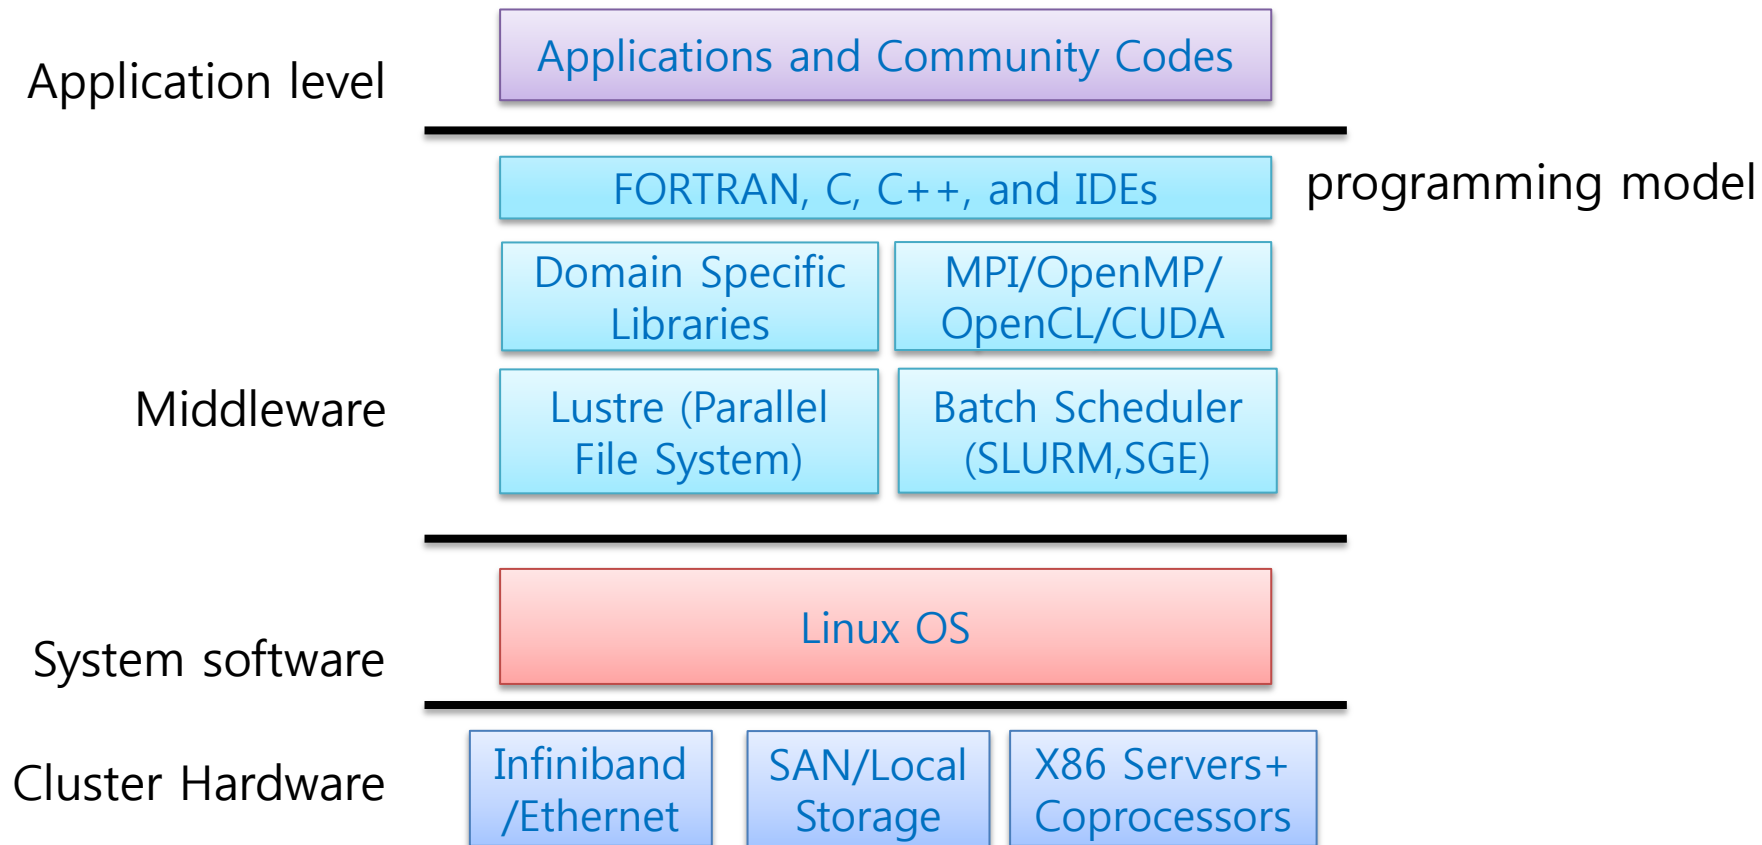 Application level
Applications and Community Codes
FORTRAN, C, C++, and IDEs
programming model
Domain Specific
Libraries
MPI/OpenMP/
OpenCL/CUDA
Middleware
Lustre (Parallel
File System)
Batch Scheduler
(SLURM,SGE)
System software
Linux OS
Cluster Hardware
Infiniband
/Ethernet
SAN/Local
Storage
X86 Servers+
Coprocessors